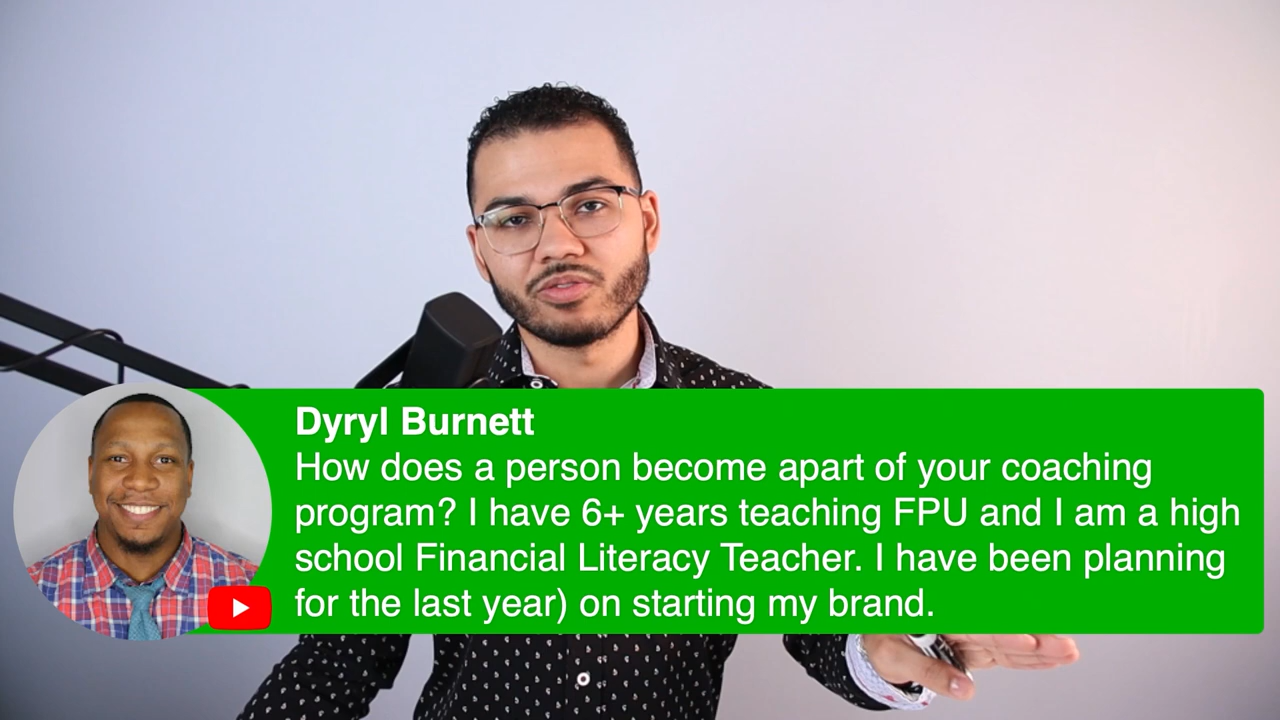 Dyryl Burnett
How does a person become apart of your coaching
program? I have 6+ years teaching FPU and I am a high
school Financial Literacy Teacher. I have been planning
for the last year) on starting my brand.